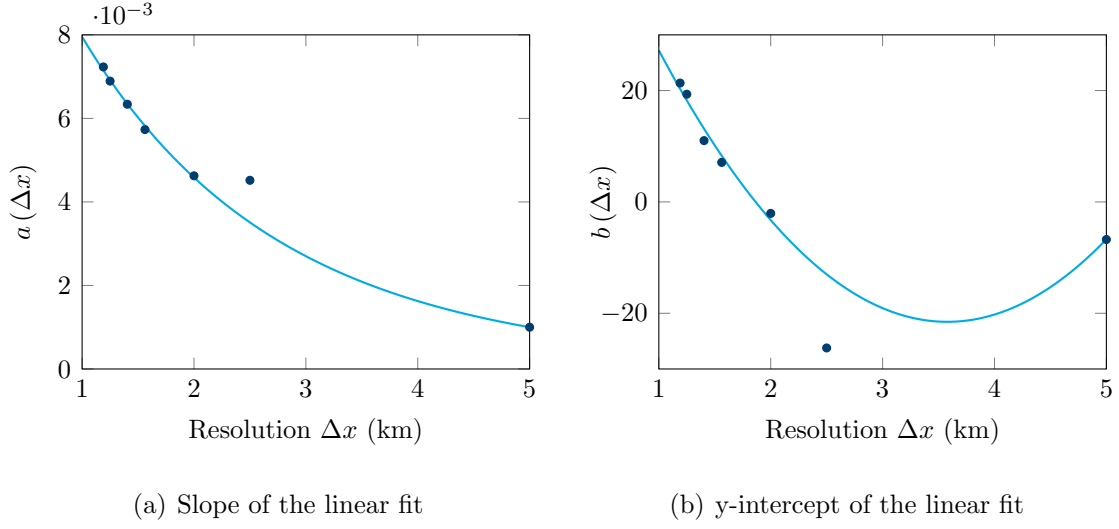 ·10−3
8
6
4
2
0
1 2 3 4 5
a (Δx)
Resolution Δx (km)
(a) Slope of the linear fit
20
0
−20
1 2 3 4 5
b (Δx)
Resolution Δx (km)
(b) y-intercept of the linear fit